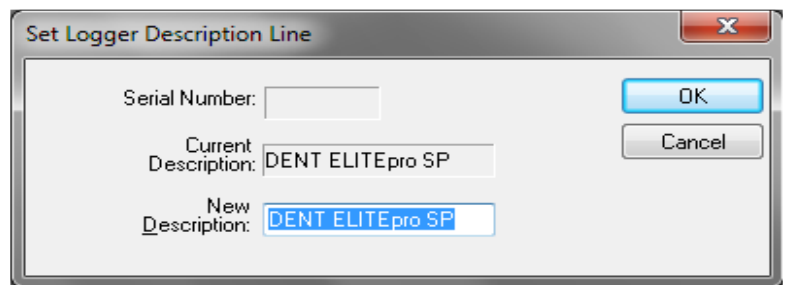 Set Logger Description Line
Serial Number:
OK
Current
Description: DENT ELITEpro SP
Cancel
New
Description: DENT ELITEpro SP